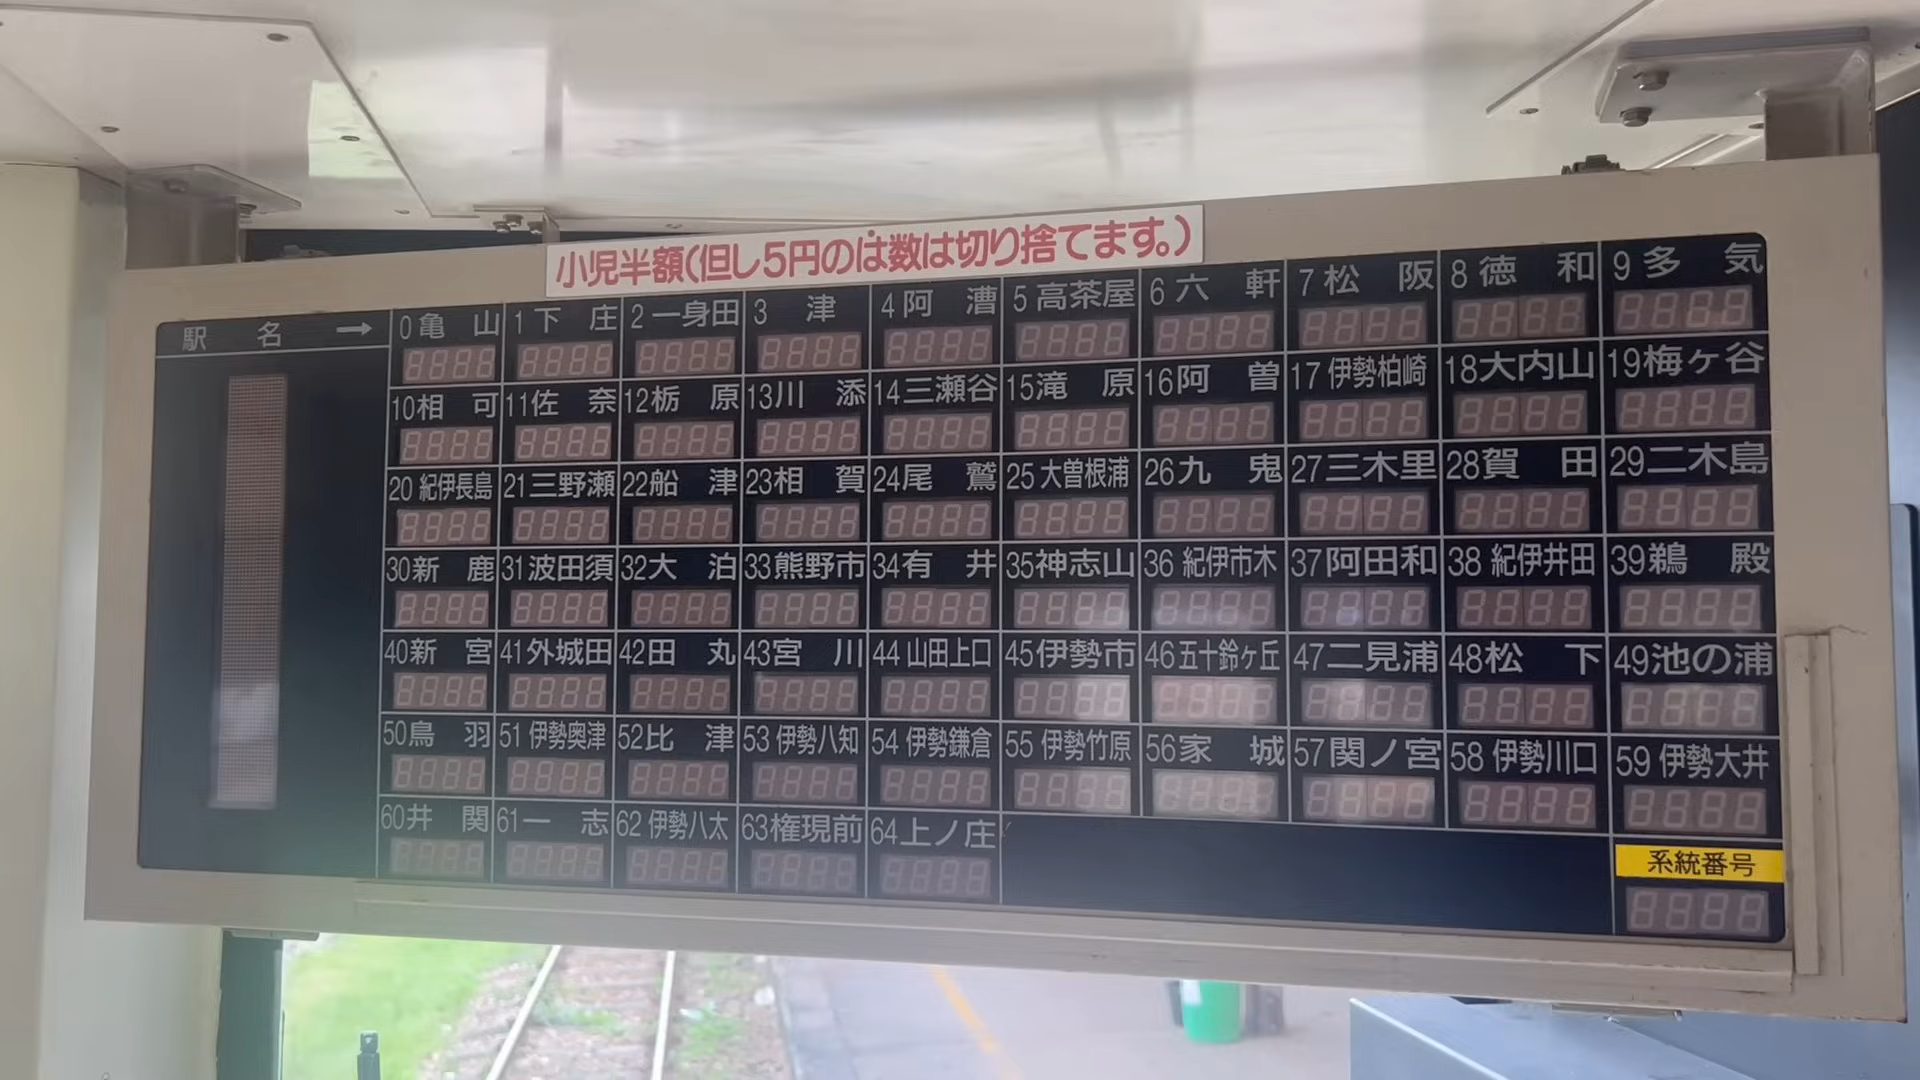 小児半額(但し5円のは数は切り捨てます。)
駅 名 → 0亀 山 1下 庄 2一身田 3 津 4阿 漕 5高茶屋 6六 軒 7松 阪 8徳 和 9多 気
10相 可 11佐 奈 12栃 原 13川 添 14三瀬谷 15滝 原 16阿 曽 17伊勢柏崎 18大内山 19梅ヶ谷
20紀伊長島 21三野瀬 22船 津 23相 賀 24尾 鷲 25大曽根浦 26九 鬼 27三木里 28賀 田 29二木島
30新 鹿 31波田須 32大 泊 33熊野市 34有 井 35神志山 36紀伊市木 37阿田和 38紀伊井田 39鵜 殿
40新 宮 41外城田 42田 丸 43宮 川 44山田上口 45伊勢市 46五十鈴ヶ丘 47二見浦 48松 下 49池の浦
50鳥 羽 51伊勢奥津 52比 津 53伊勢八知 54伊勢鎌倉 55伊勢竹原 56家 城 57関ノ宮 58伊勢川口 59伊勢大井
60井 関 61一 志 62伊勢八太 63権現前 64上ノ庄
系統番号